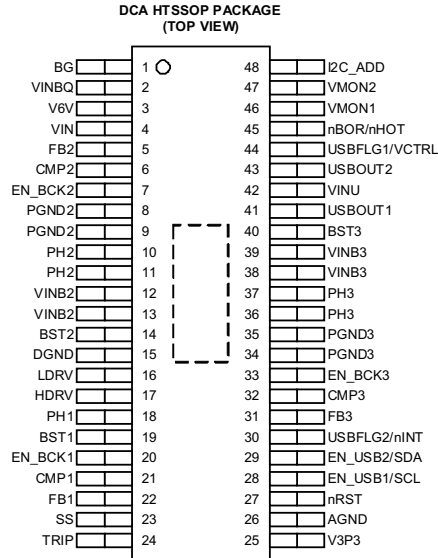 DCA HTSSOP PACKAGE
(TOP VIEW)
BG 1 48 I2C_ADD
VINBQ 2 47 VMON2
V6V 3 46 VMON1
VIN 4 45 nBOR/nHOT
FB2 5 44 USBFLG1/VCTRL
CMP2 6 43 USBOUT2
EN_BCK2 7 42 VINU
PGND2 8 41 USBOUT1
PGND2 9 40 BST3
PH2 10 39 VINB3
PH2 11 38 VINB3
VINB2 12 37 PH3
VINB2 13 36 PH3
BST2 14 35 PGND3
DGND 15 34 PGND3
LDRV 16 33 EN_BCK3
HDRV 17 32 CMP3
PH1 18 31 FB3
BST1 19 30 USBFLG2/nINT
EN_BCK1 20 29 EN_USB2/SDA
CMP1 21 28 EN_USB1/SCL
FB1 22 27 nRST
SS 23 26 AGND
TRIP 24 25 V3P3